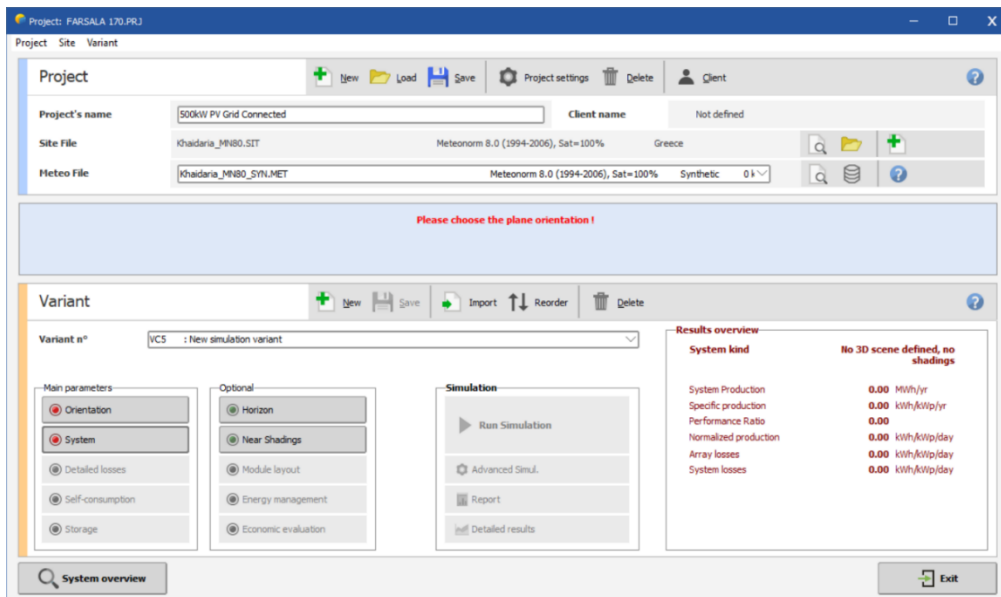 Project: FARSALA 170.PRJ
Project Site Variant
Project New Load Save Project settings Delete Client
Project's name 500kW PV Grid Connected Client name Not defined
Site File Khaidaria_MN80.SIT Meteonorm 8.0 (1994-2006), Sat=100% Greece
Meteo File Khaidaria_MN80_SYN.MET Meteonorm 8.0 (1994-2006), Sat=100% Synthetic 0 k
Please choose the plane orientation !
Variant New Save Import Reorder Delete
Variant n° VC5 : New simulation variant
Results overview
System kind No 3D scene defined, no
shadings
Main parameters
Orientation
System
Detailed losses
Self-consumption
Storage
Optional
Horizon
Near Shadings
Module layout
Energy management
Economic evaluation
Simulation
Run Simulation
Advanced Simul.
Report
Detailed results
System Production 0.00 MWh/yr
Specific production 0.00 kWh/kWp/yr
Performance Ratio 0.00
Normalized production 0.00 kWh/kWp/day
Array losses 0.00 kWh/kWp/day
System losses 0.00 kWh/kWp/day
System overview
Exit